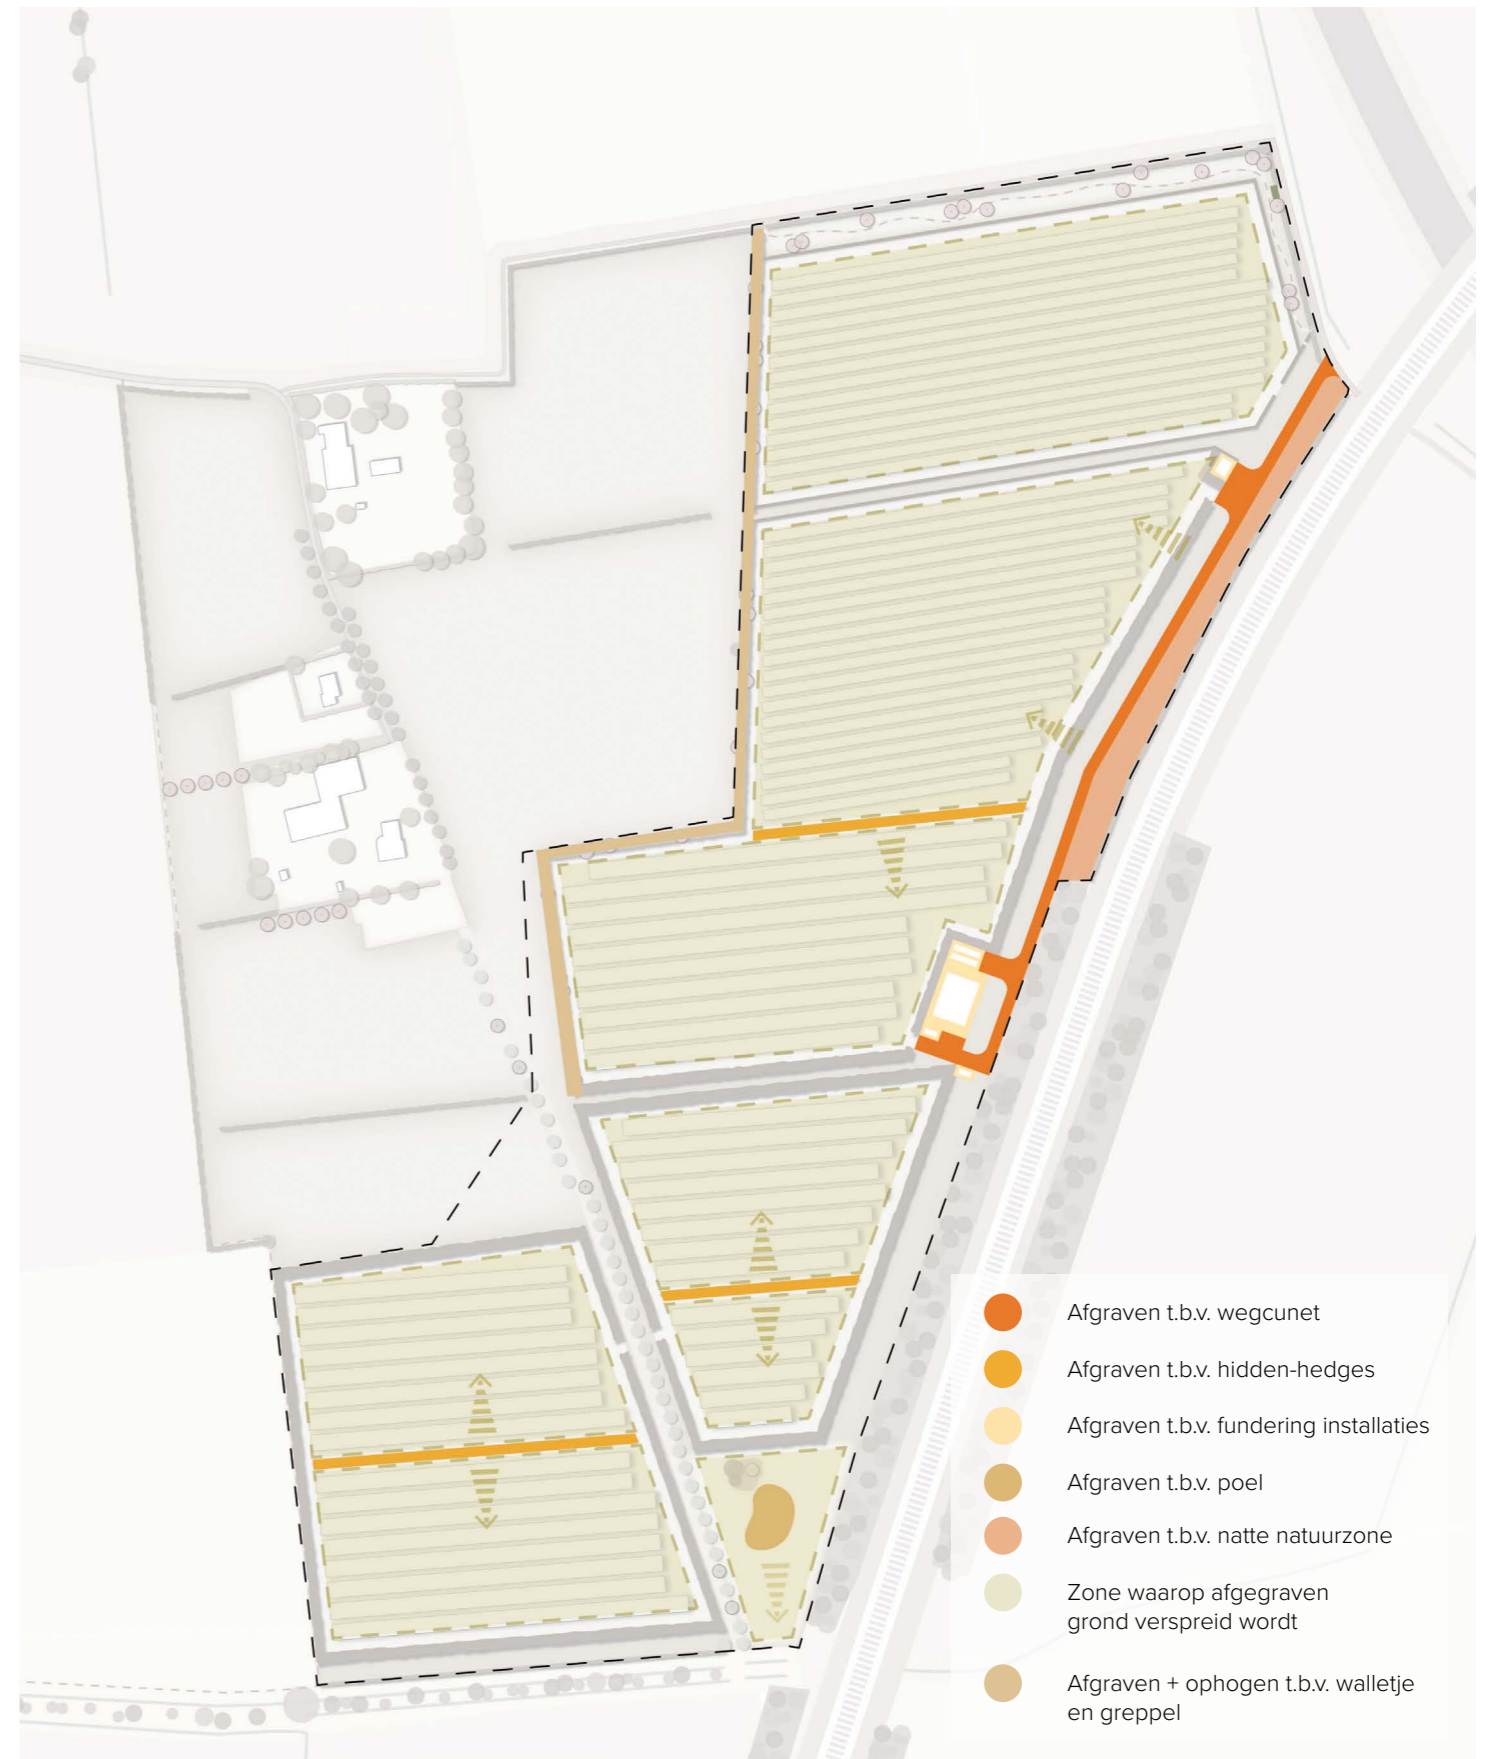 Afgraven t.b.v. wegcunet
Afgraven t.b.v. hidden-hedges
Afgraven t.b.v. fundering installaties
Afgraven t.b.v. poel
Afgraven t.b.v. natte natuurzone
Zone waarop afgegraven
grond verspreid wordt
Afgraven + ophogen t.b.v. walletje
en greppel